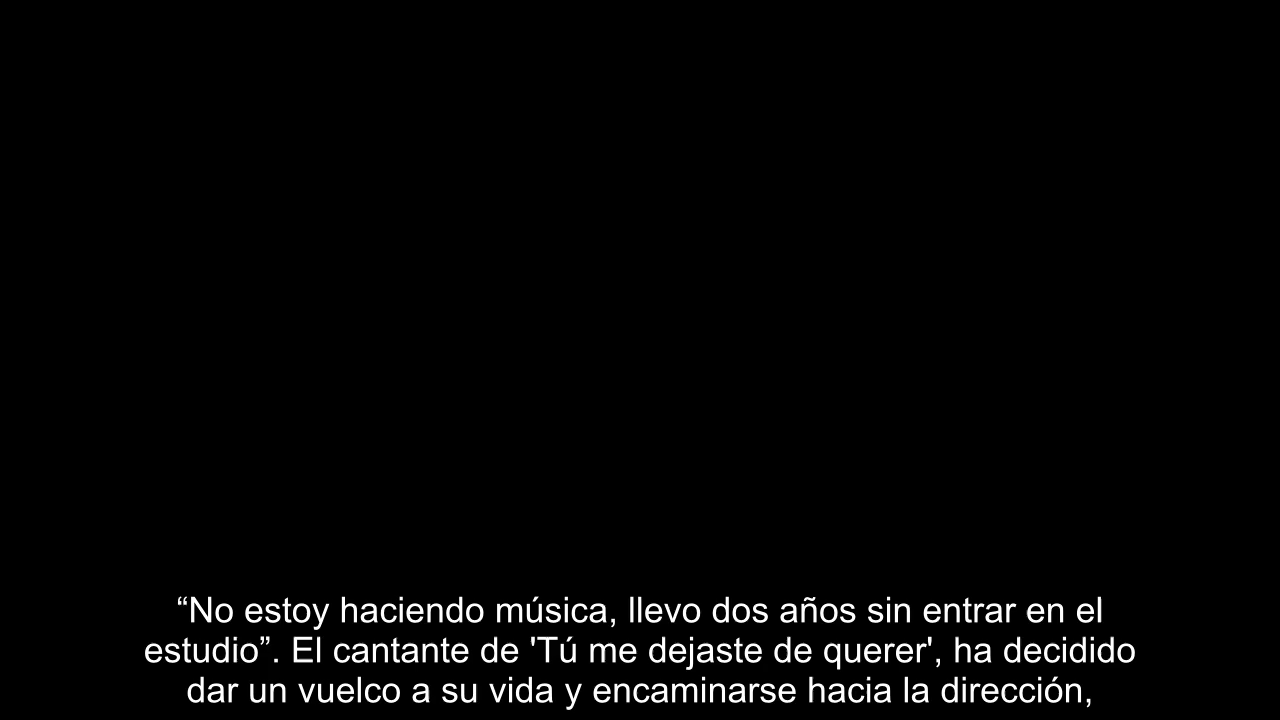 “No estoy haciendo música, llevo dos años sin entrar en el
estudio”. El cantante de 'Tú me dejaste de querer', ha decidido
dar un vuelco a su vida y encaminarse hacia la dirección,